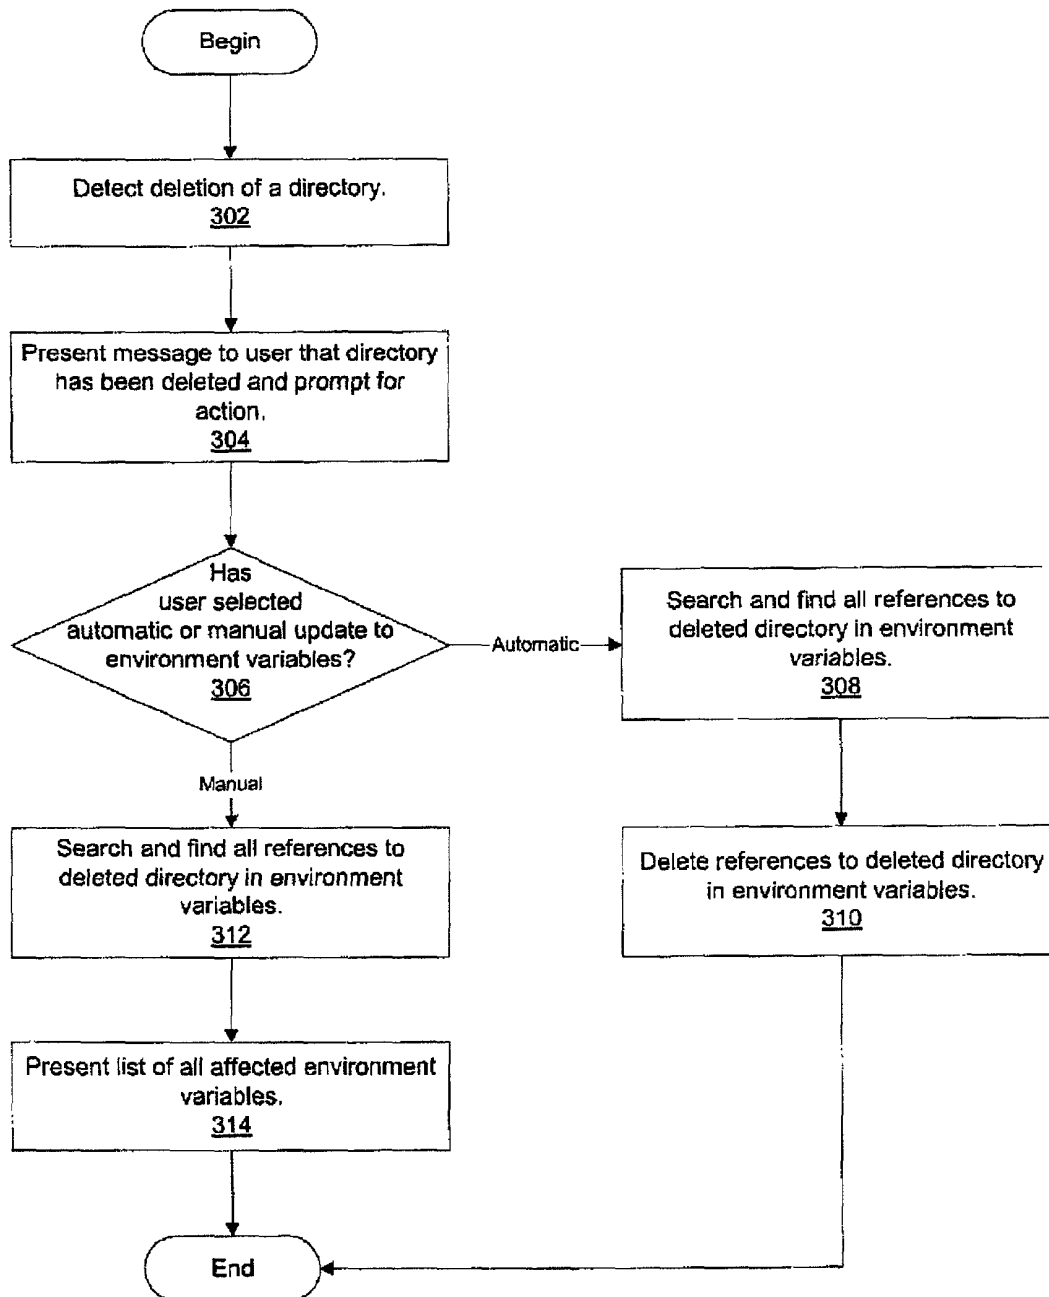 Begin
Detect deletion of a directory.
302
Present message to user that directory
has been deleted and prompt for
action.
304
Has
user selected
automatic or manual update to
environment variables?
306
Automatic
Search and find all references to
deleted directory in environment
variables.
308
Manual
Search and find all references to
deleted directory in environment
variables.
312
Delete references to deleted directory
in environment variables.
310
Present list of all affected environment
variables.
314
End